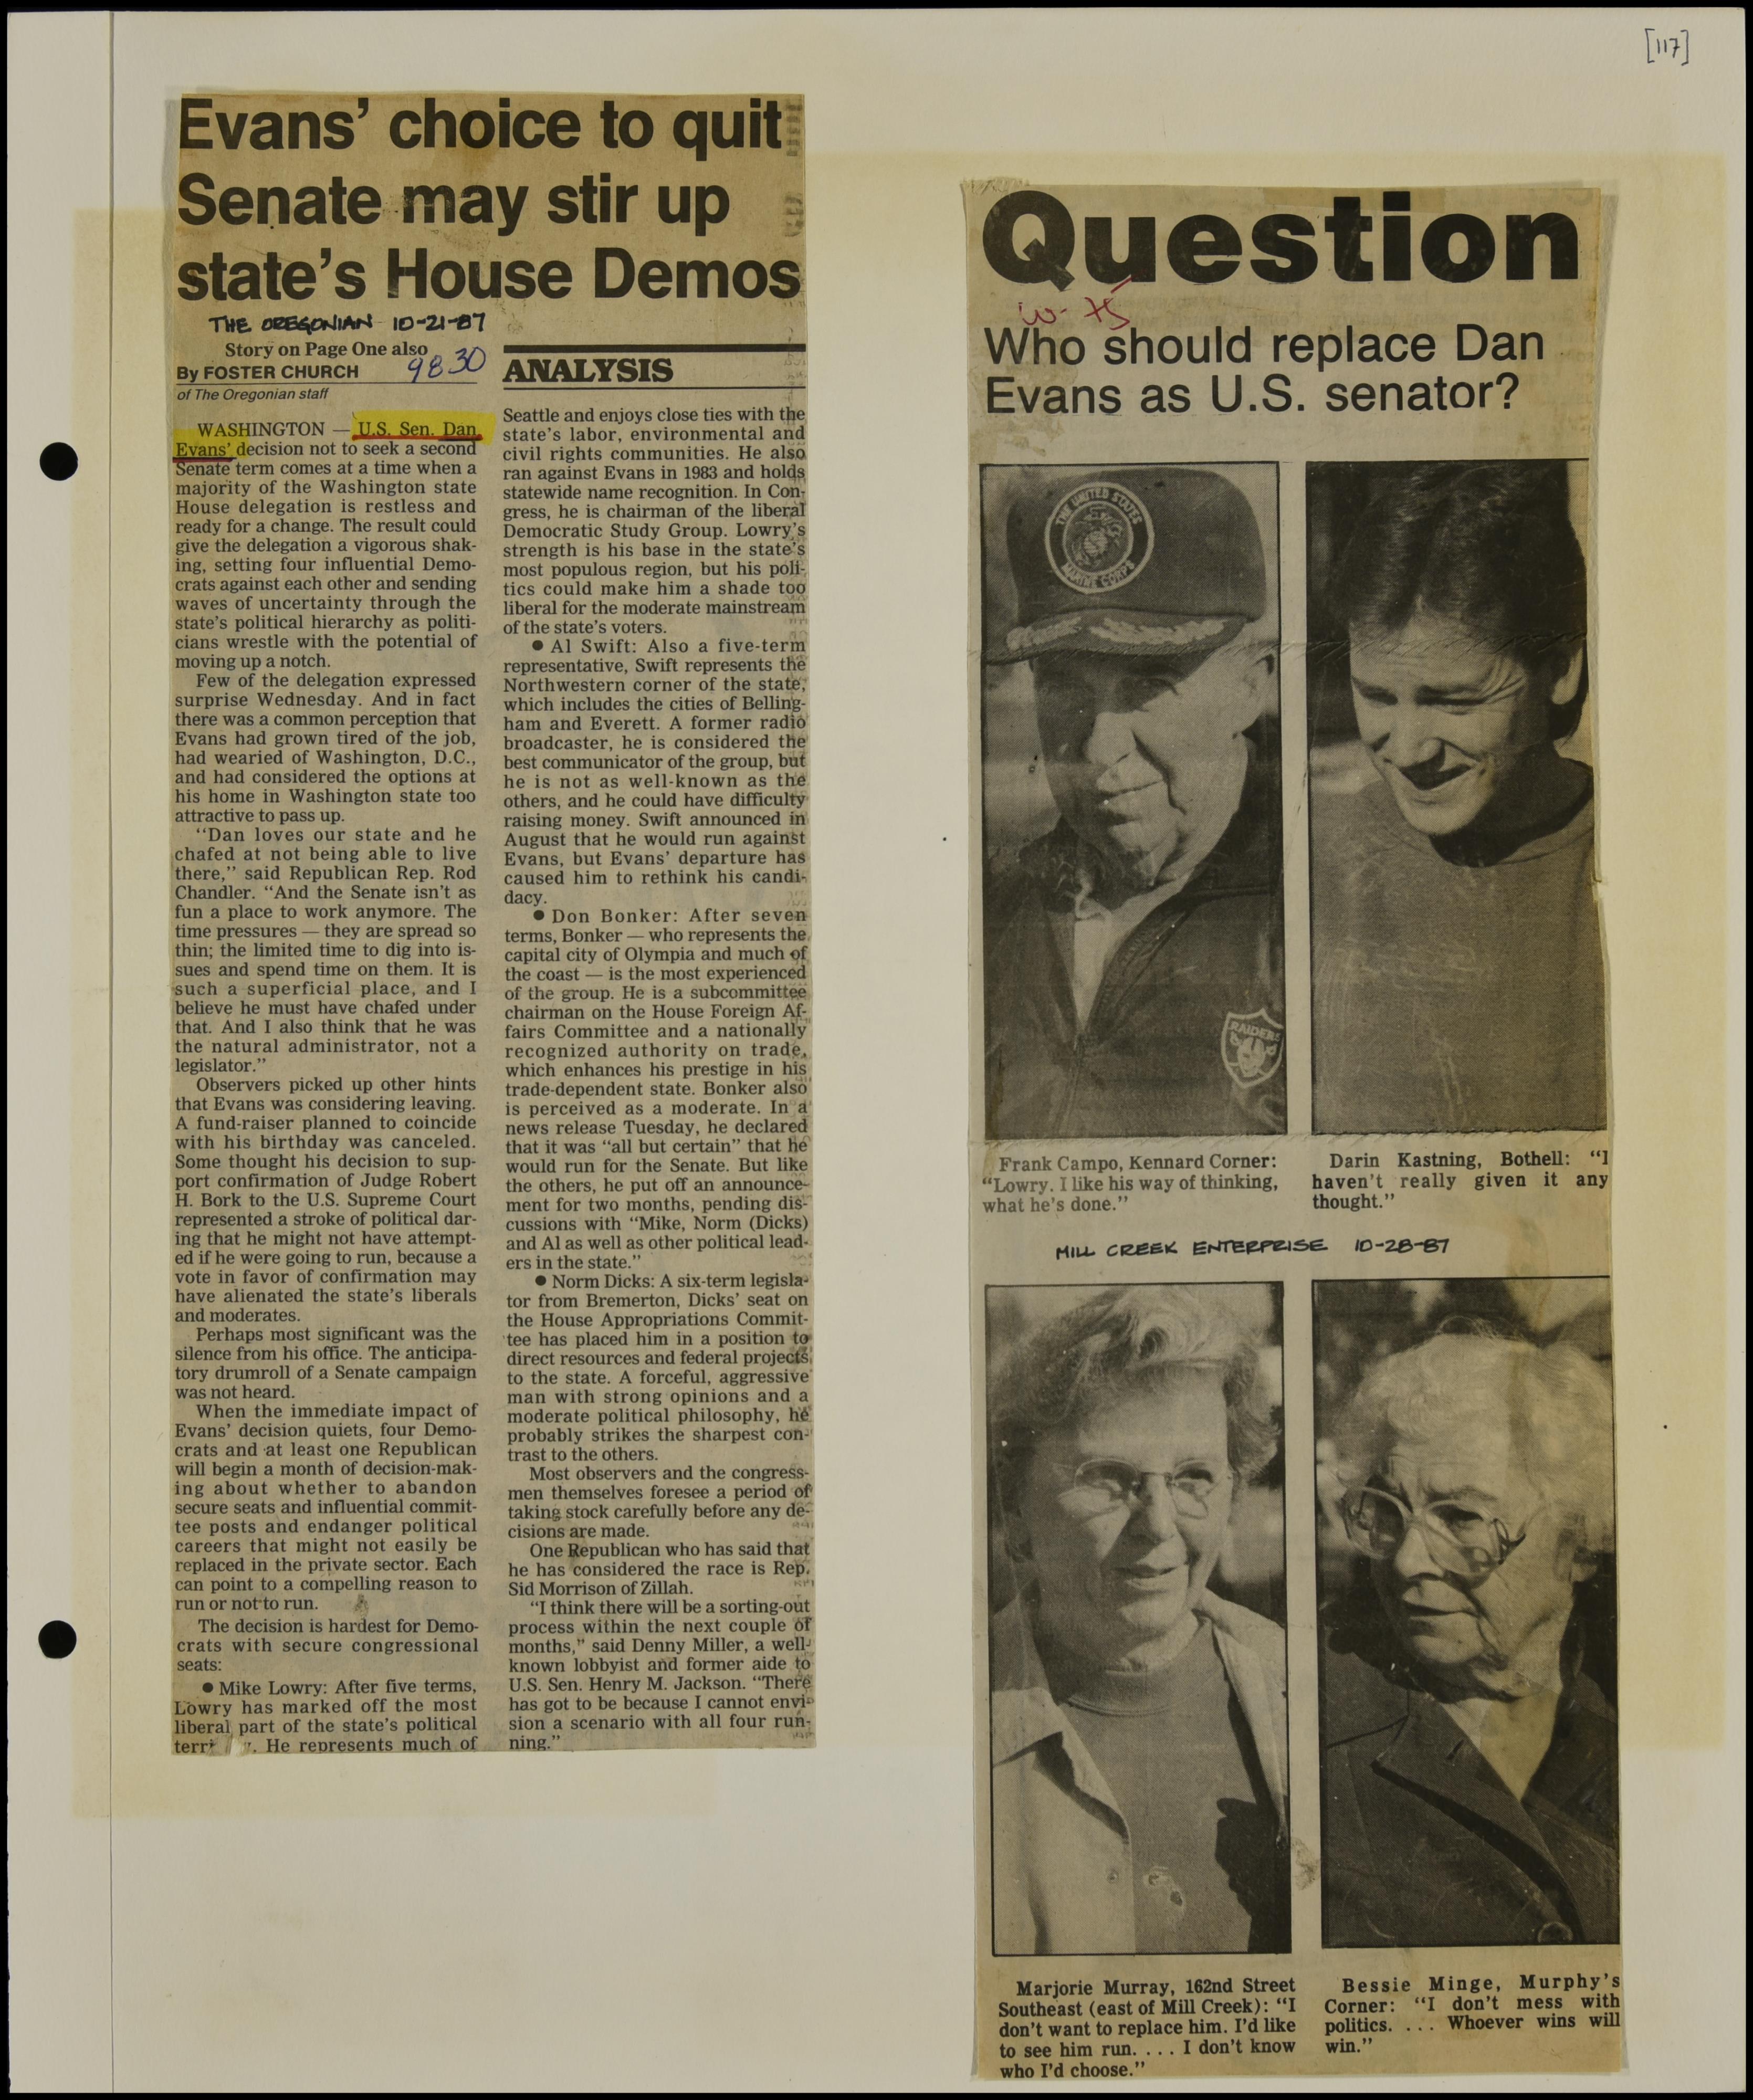 [117]
Evans' choice to quit
Senate may stir up
state's House Demos
THE OREGONIAN 10-21-87
Story on Page One also
9830
By FOSTER CHURCH
of The Oregonian staff
WASHINGTON — U.S. Sen. Dan
Evans' decision not to seek a second
Senate term comes at a time when a
majority of the Washington state
House delegation is restless and
ready for a change. The result could
give the delegation a vigorous shak-
ing, setting four influential Demo-
crats against each other and sending
waves of uncertainty through the
state's political hierarchy as politi-
cians wrestle with the potential of
moving up a notch.
Few of the delegation expressed
surprise Wednesday. And in fact
there was a common perception that
Evans had grown tired of the job,
had wearied of Washington, D.C.,
and had considered the options at
his home in Washington state too
attractive to pass up.
"Dan loves our state and he
chafed at not being able to live
there," said Republican Rep. Rod
Chandler. "And the Senate isn't as
fun a place to work anymore. The
time pressures — they are spread so
thin; the limited time to dig into is-
sues and spend time on them. It is
such a superficial place, and I
believe he must have chafed under
that. And I also think that he was
the natural administrator, not a
legislator."
Observers picked up other hints
that Evans was considering leaving.
A fund-raiser planned to coincide
with his birthday was canceled.
Some thought his decision to sup-
port confirmation of Judge Robert
H. Bork to the U.S. Supreme Court
represented a stroke of political dar-
ing that he might not have attempt-
ed if he were going to run, because a
vote in favor of confirmation may
have alienated the state's liberals
and moderates.
Perhaps most significant was the
silence from his office. The anticipa-
tory drumroll of a Senate campaign
was not heard.
When the immediate impact of
Evans' decision quiets, four Demo-
crats and at least one Republican
will begin a month of decision-mak-
ing about whether to abandon
secure seats and influential commit-
tee posts and endanger political
careers that might not easily be
replaced in the private sector. Each
can point to a compelling reason to
run or not to run.
The decision is hardest for Demo-
crats with secure congressional
seats:
● Mike Lowry: After five terms,
Lowry has marked off the most
liberal part of the state's political
He represents much of
ANALYSIS
Seattle and enjoys close ties with the
state's labor, environmental and
civil rights communities. He also
ran against Evans in 1983 and holds
statewide name recognition. In Con-
gress, he is chairman of the liberal
Democratic Study Group. Lowry's
strength is his base in the state's
most populous region, but his poli-
tics could make him a shade too
liberal for the moderate mainstream
of the state's voters.
● Al Swift: Also a five-term
representative, Swift represents the
Northwestern corner of the state,
which includes the cities of Belling-
ham and Everett. A former radio
broadcaster, he is considered the
best communicator of the group, but
he is not as well-known as the
others, and he could have difficulty
raising money. Swift announced in
August that he would run against
Evans, but Evans' departure has
caused him to rethink his candi-
dacy.
● Don Bonker: After seven
terms, Bonker — who represents the
capital city of Olympia and much of
the coast — is the most experienced
of the group. He is a subcommittee
chairman on the House Foreign Af-
fairs Committee and a nationally
recognized authority on trade,
which enhances his prestige in his
trade-dependent state. Bonker also
is perceived as a moderate. In a
news release Tuesday, he declared
that it was "all but certain" that he
would run for the Senate. But like
the others, he put off an announce-
ment for two months, pending dis-
cussions with "Mike, Norm (Dicks)
and Al as well as other political lead-
ers in the state."
● Norm Dicks: A six-term legisla-
tor from Bremerton, Dicks' seat on
the House Appropriations Commit-
tee has placed him in a position to
direct resources and federal projects
to the state. A forceful, aggressive
man with strong opinions and a
moderate political philosophy, he
probably strikes the sharpest con-
trast to the others.
Most observers and the congress-
men themselves foresee a period of
taking stock carefully before any de-
cisions are made.
One Republican who has said that
he has considered the race is Rep.
Sid Morrison of Zillah.
"I think there will be a sorting-out
process within the next couple of
months," said Denny Miller, a well-
known lobbyist and former aide to
U.S. Sen. Henry M. Jackson. "There
has got to be because I cannot envi-
sion a scenario with all four run-
ning."
Question
Who should replace Dan
Evans as U.S. senator?
THE UNITED STATES
MARINE CORPS
RAIDERS
Frank Campo, Kennard Corner:
"Lowry. I like his way of thinking,
what he's done."
Darin Kastning, Bothell: "I
haven't really given it any
thought."
MILL CREEK ENTERPRISE 10-28-87
Marjorie Murray, 162nd Street
Southeast (east of Mill Creek): "I
don't want to replace him. I'd like
to see him run. . . . I don't know
who I'd choose."
Bessie Minge, Murphy's
Corner: "I don't mess with
politics. . . . Whoever wins will
win."